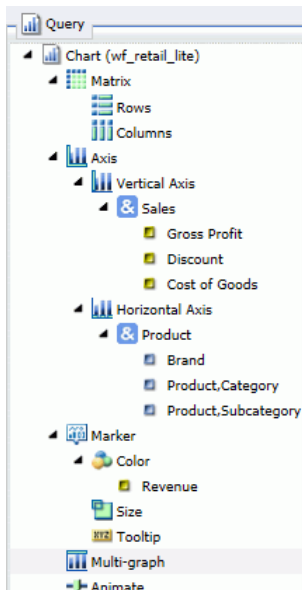 Query
Chart (wf_retail_lite)
Matrix
Rows
Columns
Axis
Vertical Axis
& Sales
Gross Profit
Discount
Cost of Goods
Horizontal Axis
& Product
Brand
Product,Category
Product,Subcategory
Marker
Color
Revenue
Size
XYZ Tooltip
Multi-graph
Animate